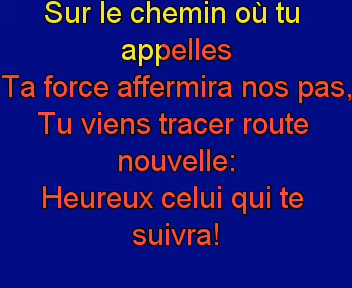 Sur le chemin où tu
appelles
Ta force affermira nos pas,
Tu viens tracer route
nouvelle:
Heureux celui qui te
suivra!